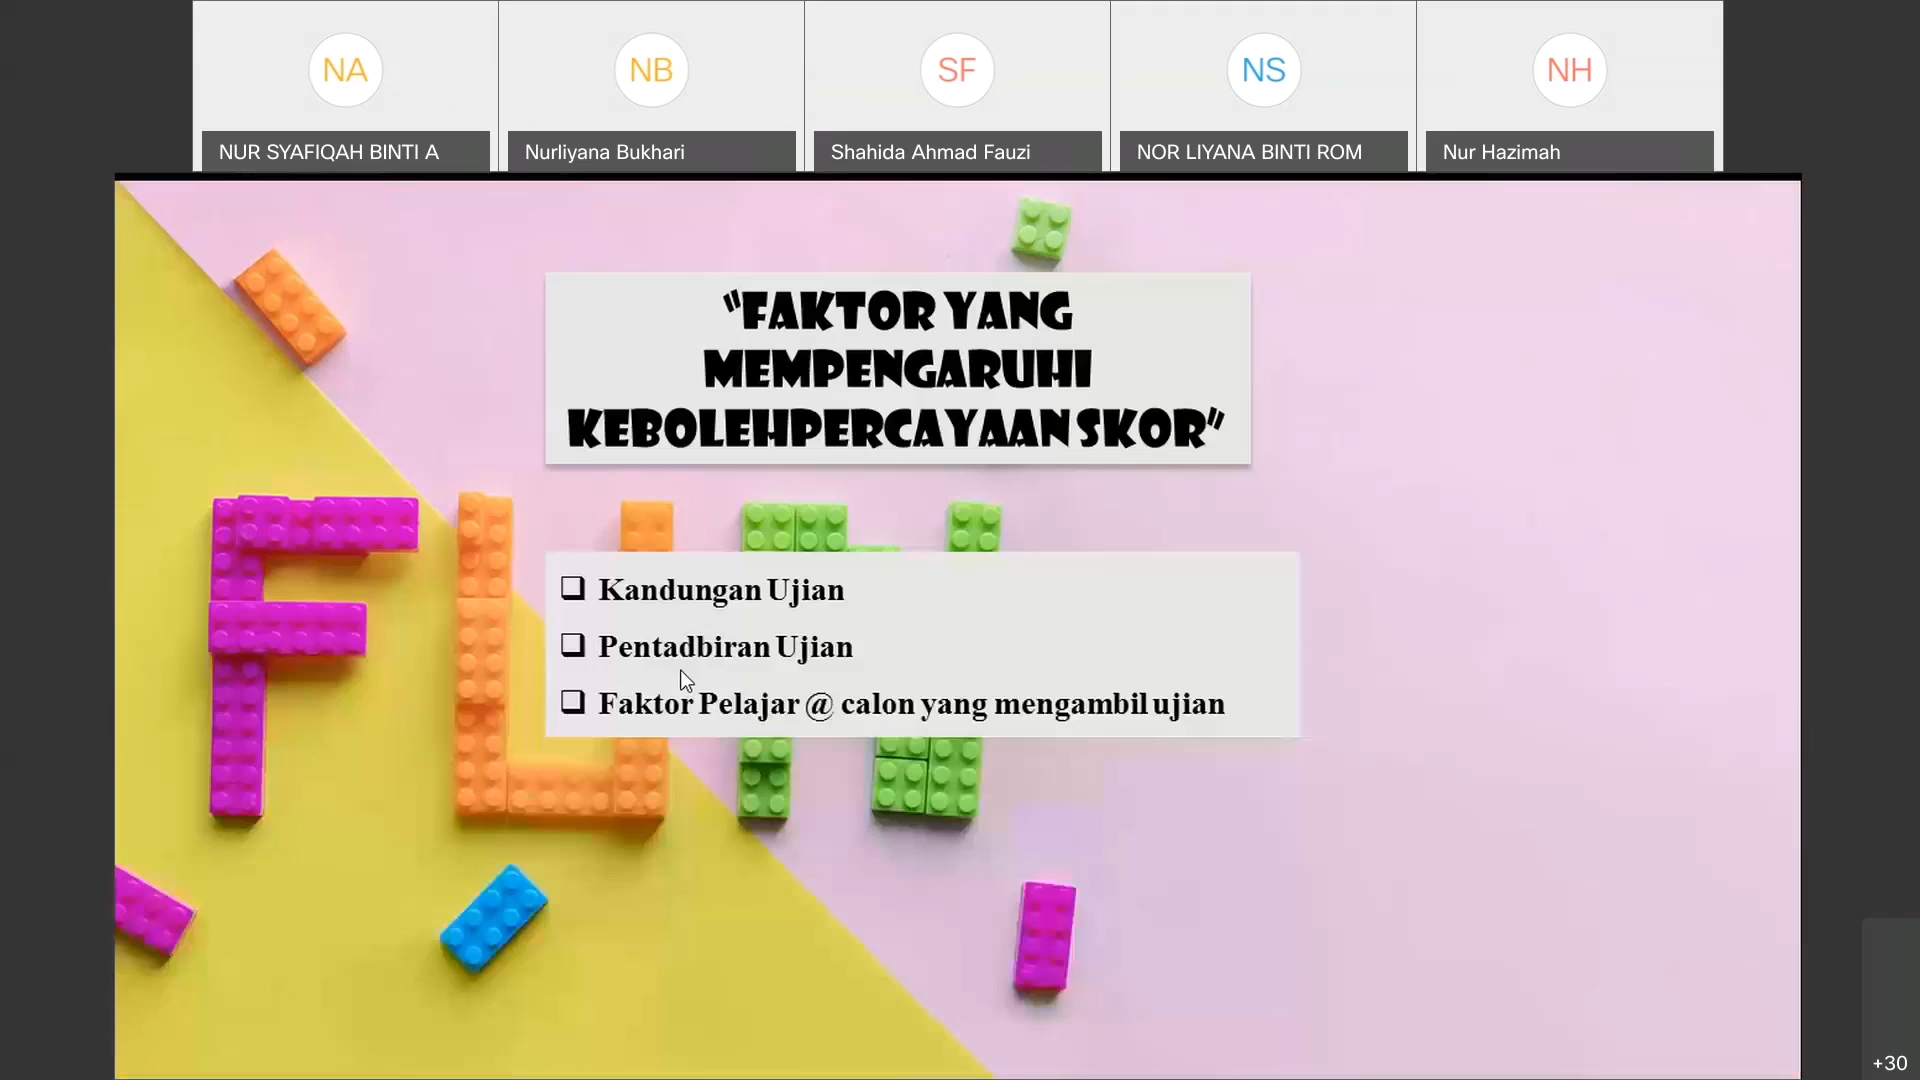 NA
NB
SF
NS
NH
NUR SYAFIQAH BINTI A
Nurliyana Bukhari
Shahida Ahmad Fauzi
NOR LIYANA BINTI ROM
Nur Hazimah
"FAKTOR YANG
MEMPENGARUHI
KEBOLEHPERCAYAAN SKOR"
❑ Kandungan Ujian
❑ Pentadbiran Ujian
❑ Faktor Pelajar @ calon yang mengambil ujian
FUN
+30